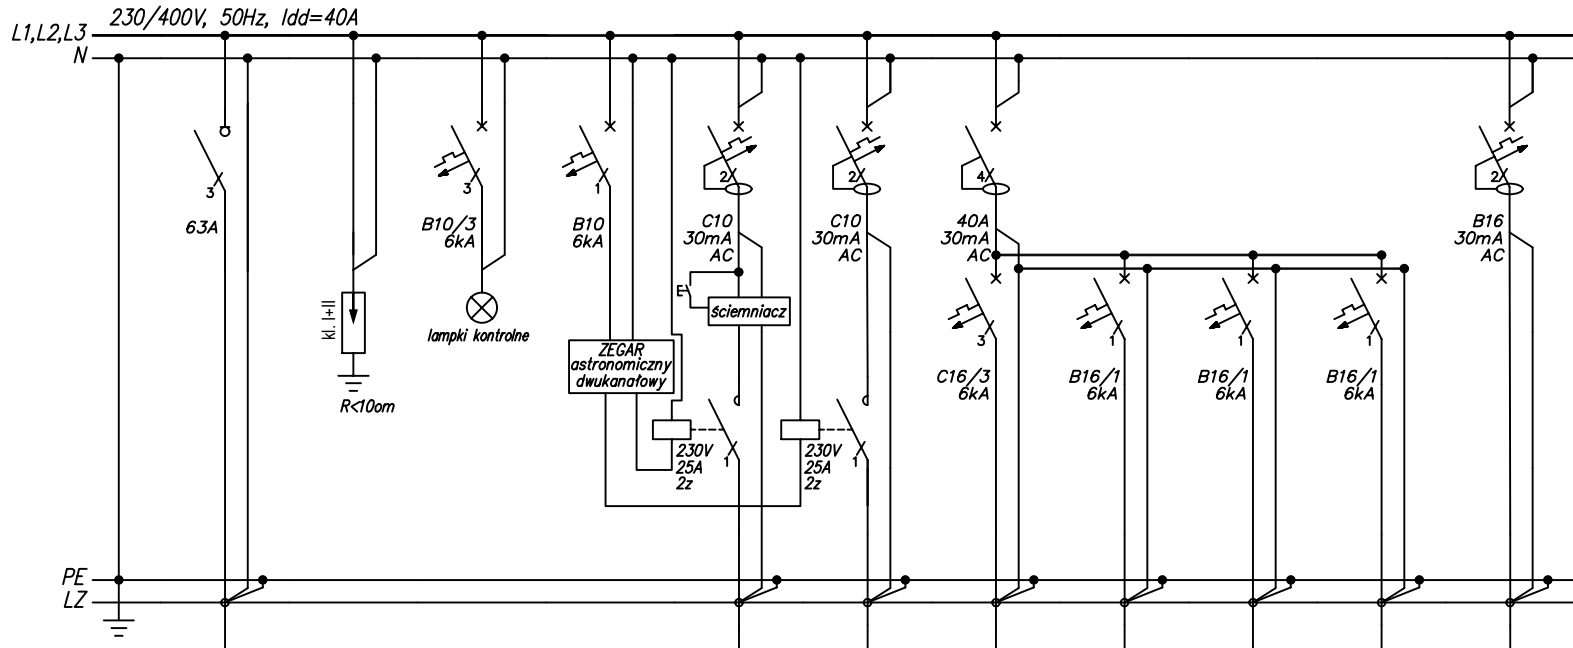 230/400V, 50Hz, Idd=40A
L1,L2,L3
N
3
63A
kl. I+II
R<10om
3
B10/3
6kA
lampki kontrolne
1
B10
6kA
ZEGAR
astronomiczny
dwukanałowy
2
C10
30mA
AC
ściemniacz
230V
25A
2z
1
2
C10
30mA
AC
230V
25A
2z
1
4
40A
30mA
AC
3
C16/3
6kA
1
B16/1
6kA
1
B16/1
6kA
1
B16/1
6kA
2
B16
30mA
AC
PE
LZ